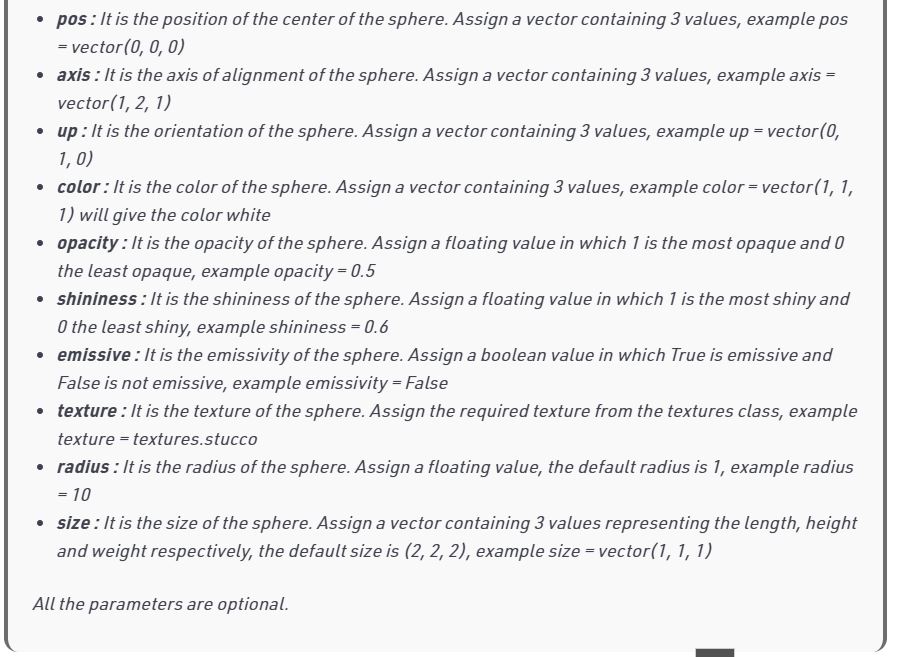 • pos : It is the position of the center of the sphere. Assign a vector containing 3 values, example pos
= vector(0, 0, 0)
• axis : It is the axis of alignment of the sphere. Assign a vector containing 3 values, example axis =
vector(1, 2, 1)
• up : It is the orientation of the sphere. Assign a vector containing 3 values, example up = vector(0,
1, 0)
• color : It is the color of the sphere. Assign a vector containing 3 values, example color = vector(1, 1,
1) will give the color white
• opacity : It is the opacity of the sphere. Assign a floating value in which 1 is the most opaque and 0
the least opaque, example opacity = 0.5
• shininess : It is the shininess of the sphere. Assign a floating value in which 1 is the most shiny and
0 the least shiny, example shininess = 0.6
• emissive : It is the emissivity of the sphere. Assign a boolean value in which True is emissive and
False is not emissive, example emissivity = False
• texture : It is the texture of the sphere. Assign the required texture from the textures class, example
texture = textures.stucco
• radius : It is the radius of the sphere. Assign a floating value, the default radius is 1, example radius
= 10
• size : It is the size of the sphere. Assign a vector containing 3 values representing the length, height
and weight respectively, the default size is (2, 2, 2), example size = vector(1, 1, 1)
All the parameters are optional.